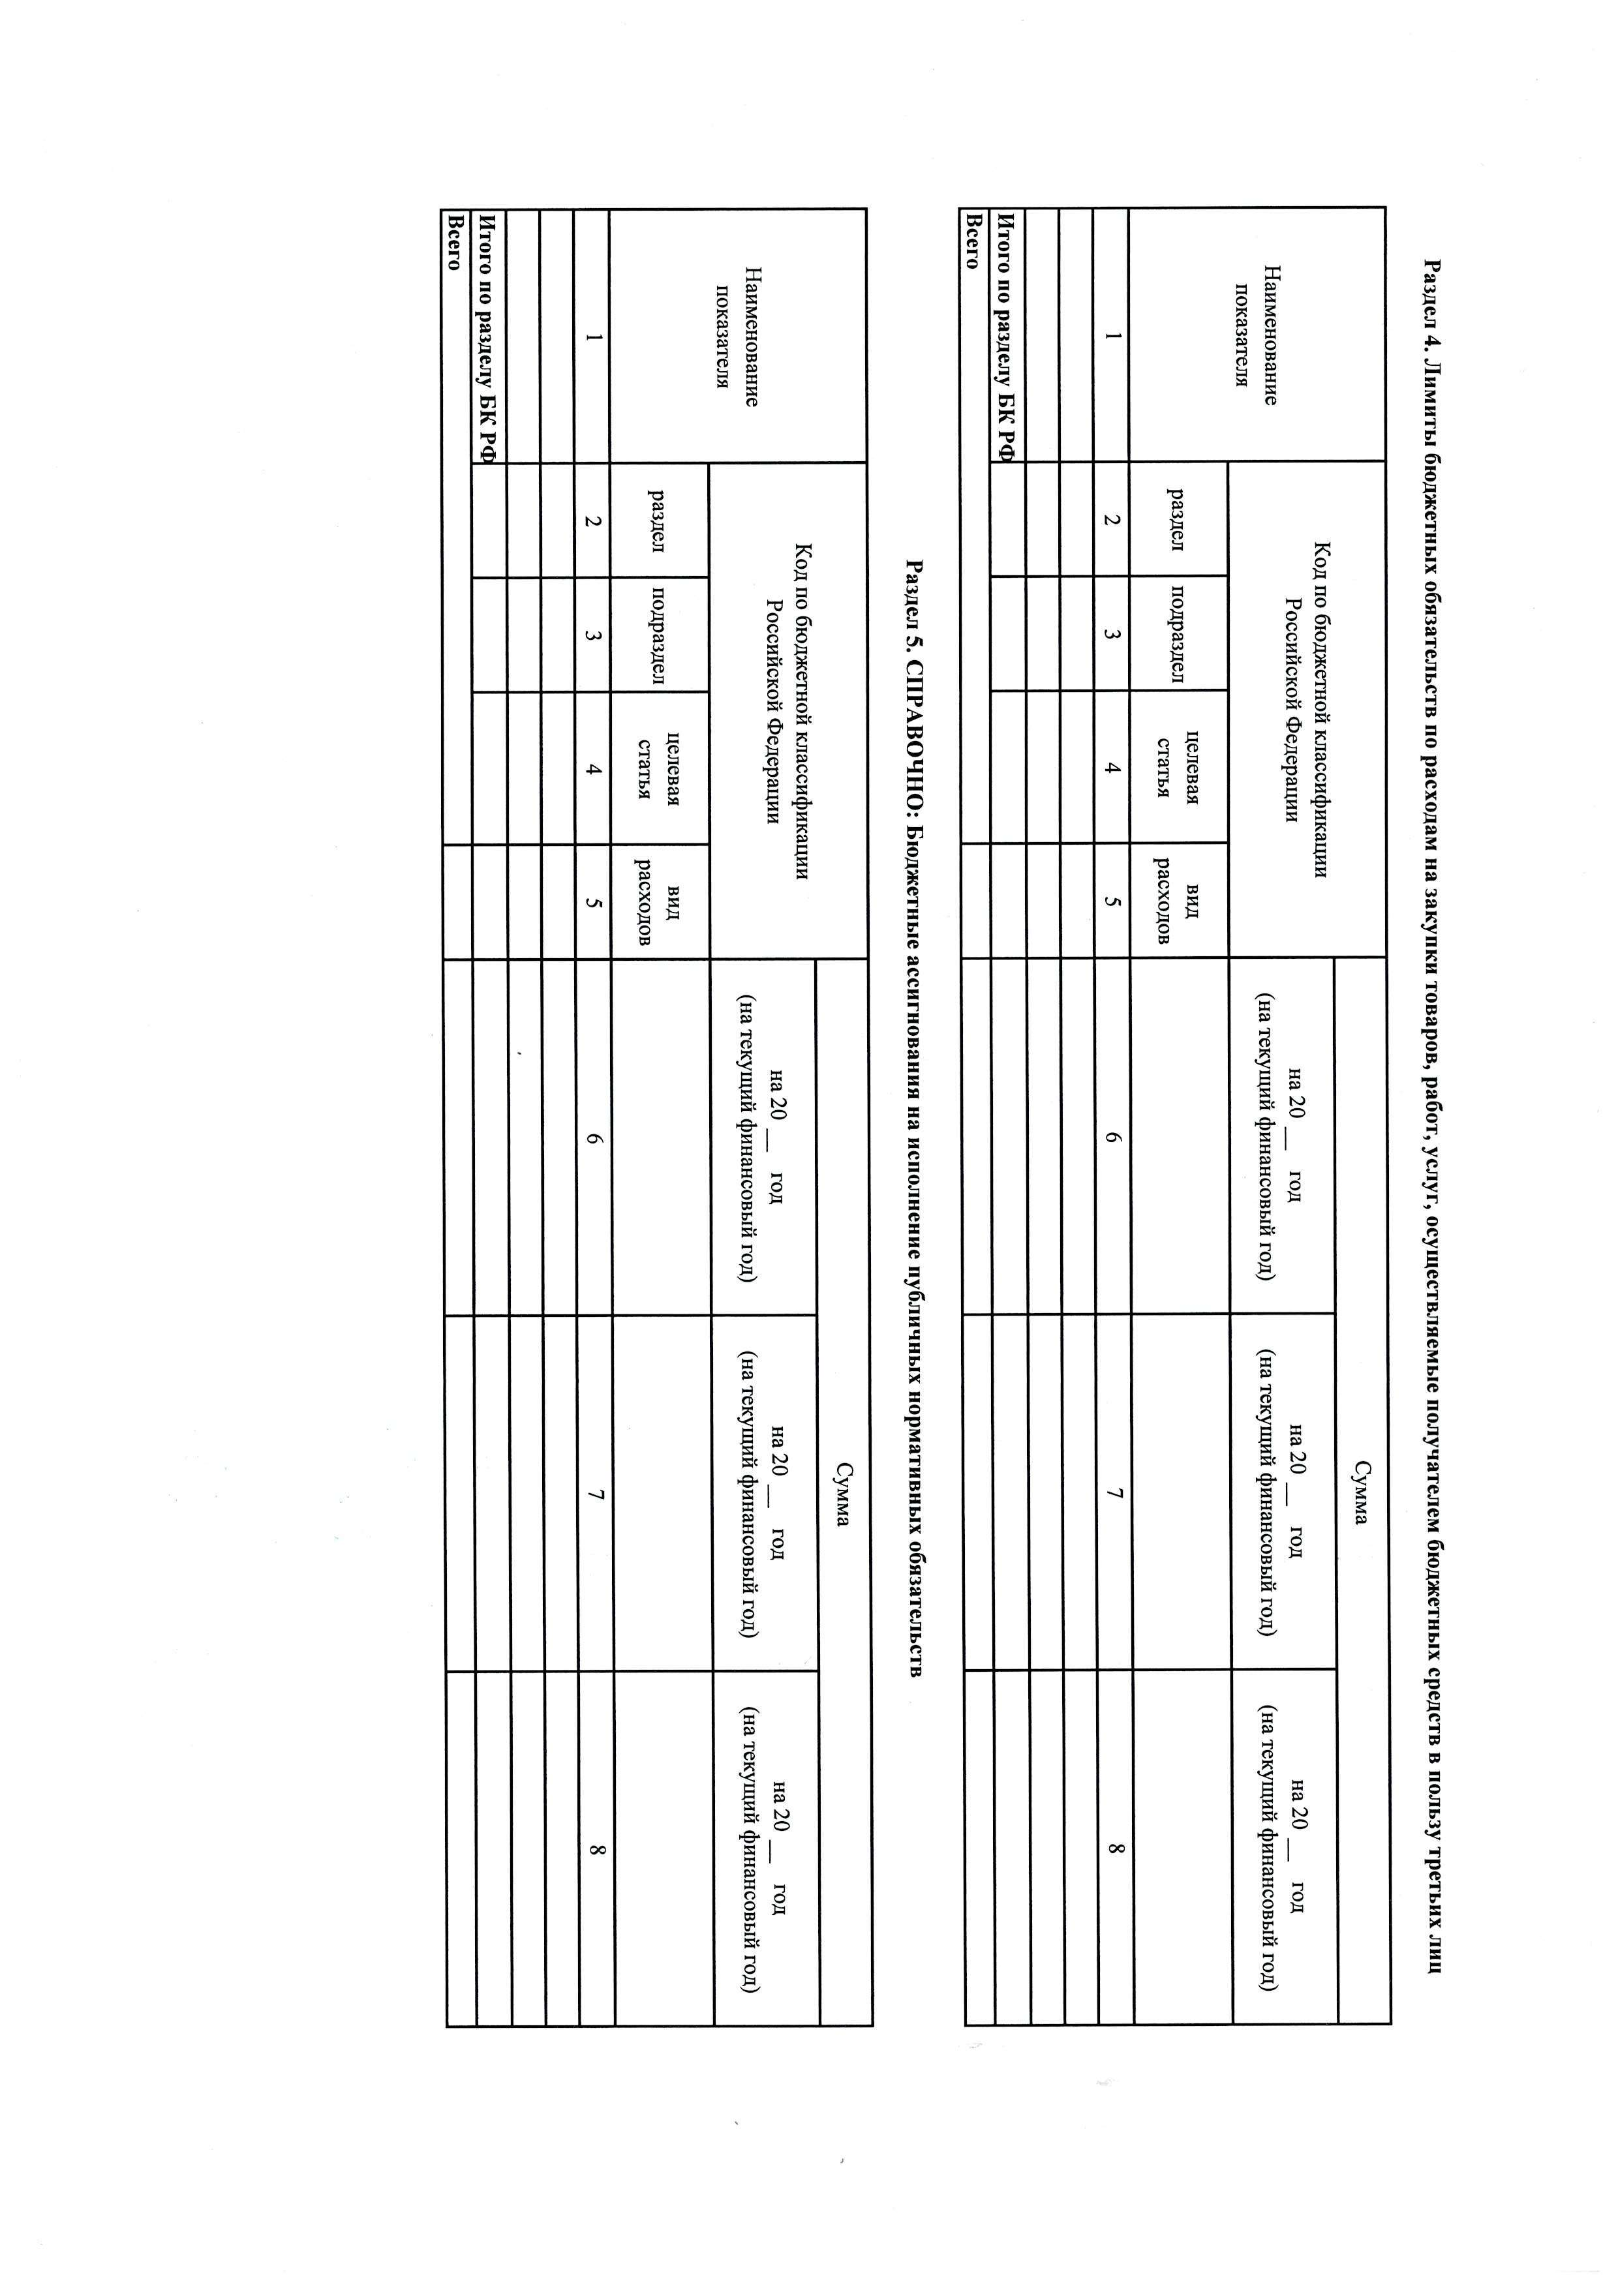 Раздел 4. Лимиты бюджетных обязательств по расходам на закупки товаров, работ, услуг, осуществляемые получателем бюджетных средств в пользу третьих лиц
Наименование
показателя
Код по бюджетной классификации
Российской Федерации
Сумма
раздел
подраздел
целевая
статья
вид
расходов
на 20 __ год
(на текущий финансовый год)
на 20 __ год
(на текущий финансовый год)
на 20 __ год
(на текущий финансовый год)
1 2 3 4 5 6 7 8
Итого по разделу БК РФ
Всего
Раздел 5. СПРАВОЧНО: Бюджетные ассигнования на исполнение публичных нормативных обязательств
Наименование
показателя
Код по бюджетной классификации
Российской Федерации
Сумма
раздел
подраздел
целевая
статья
вид
расходов
на 20 __ год
(на текущий финансовый год)
на 20 __ год
(на текущий финансовый год)
на 20 __ год
(на текущий финансовый год)
1 2 3 4 5 6 7 8
Итого по разделу БК РФ
Всего